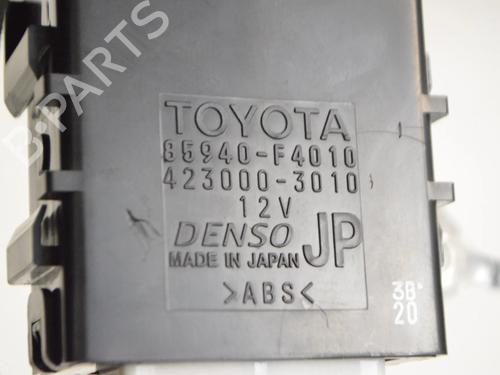 B-PARTS
TOYOTA
85940-F4010
423000-3010
12V
DENSO JP
MADE IN JAPAN
>ABS<
3B
20